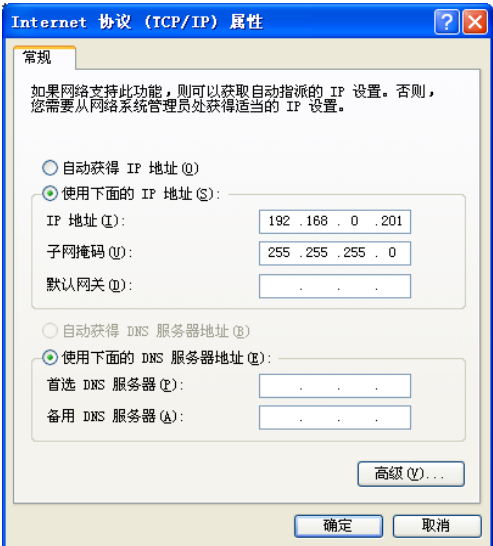 Internet 协议 (TCP/IP) 属性
常规
如果网络支持此功能，则可以获取自动指派的 IP 设置。否则，
您需要从网络系统管理员处获得适当的 IP 设置。
自动获得 IP 地址(O)
使用下面的 IP 地址(S):
IP 地址(I): 192 .168 . 0 .201
子网掩码(U): 255 .255 .255 . 0
默认网关(D): . . .
自动获得 DNS 服务器地址(B)
使用下面的 DNS 服务器地址(E):
首选 DNS 服务器(P): . . .
备用 DNS 服务器(A): . . .
高级(V)...
确定 取消